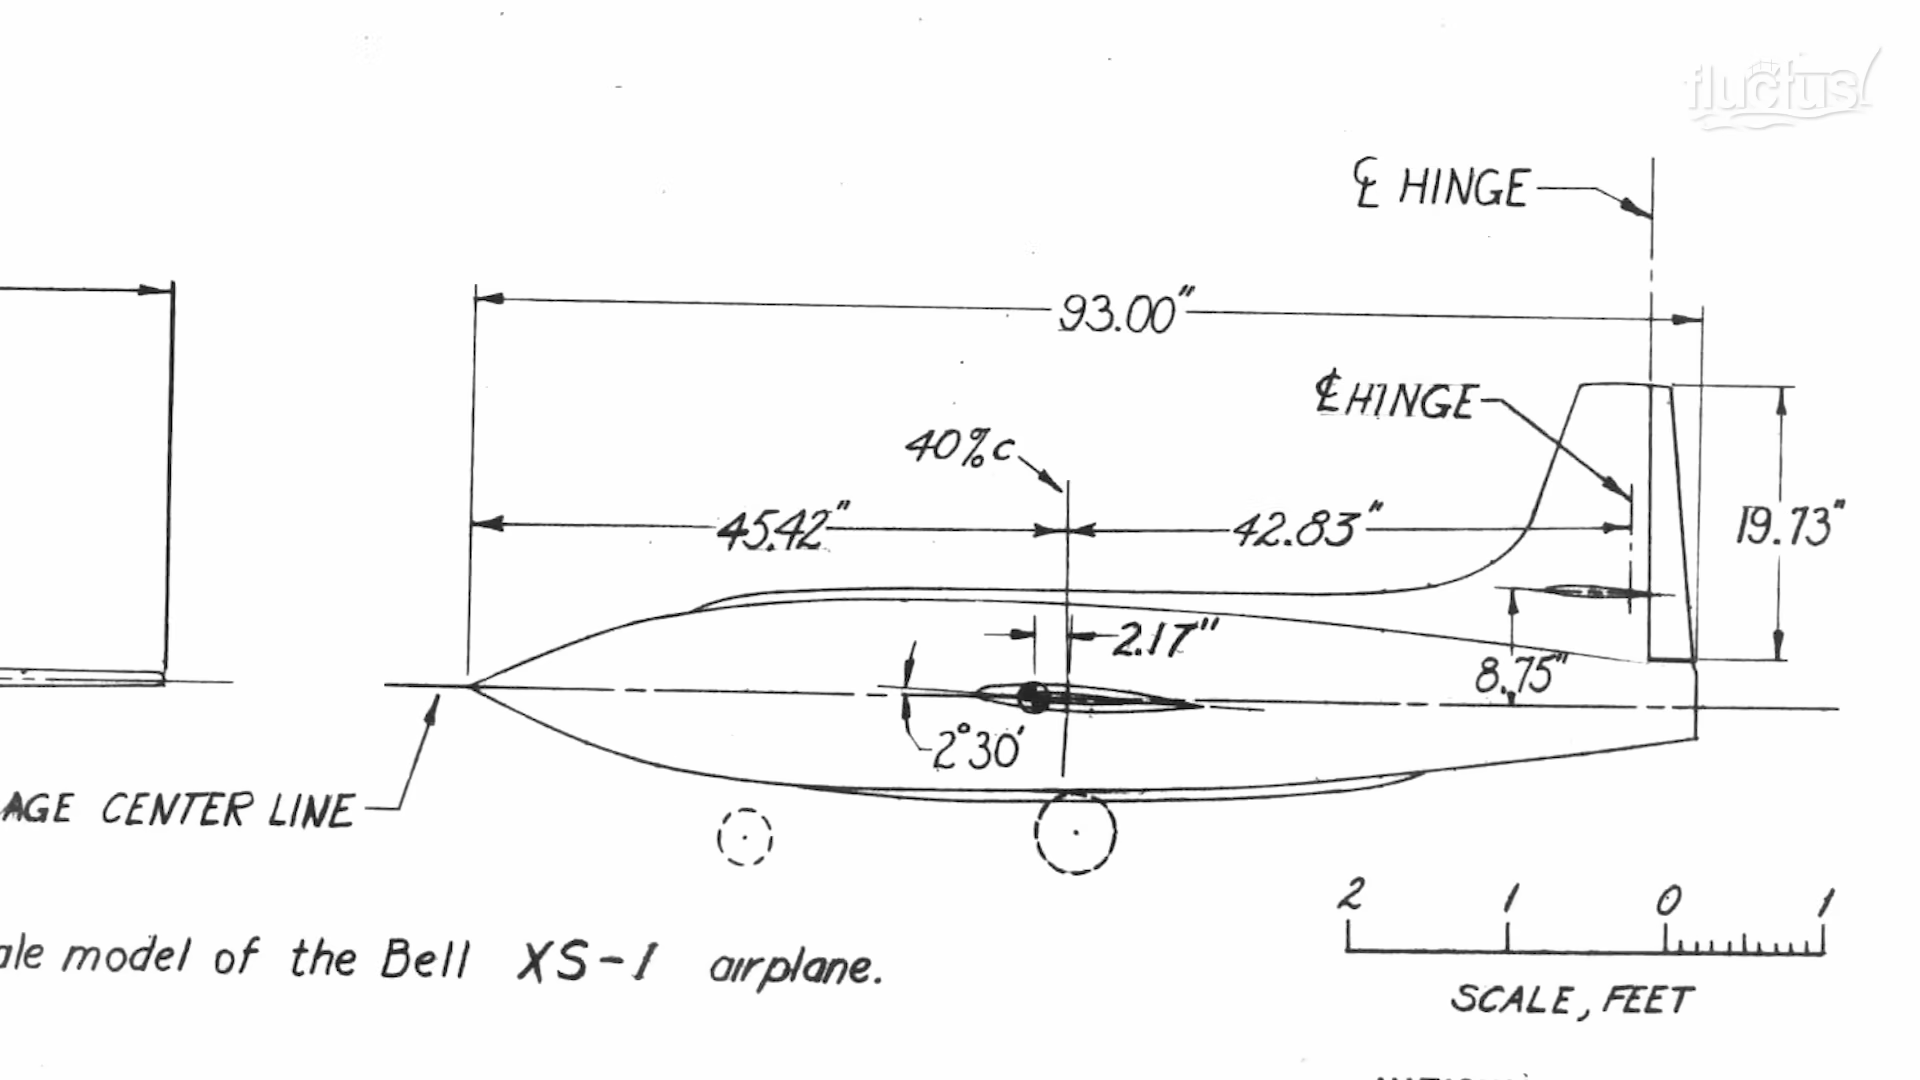 fluctus
℄ HINGE
93.00"
℄ HINGE
40%c
45.42"
42.83"
19.73"
2.17"
8.75"
2°30'
AGE CENTER LINE
2 1 0 1
model of the Bell XS-1 airplane.
SCALE, FEET